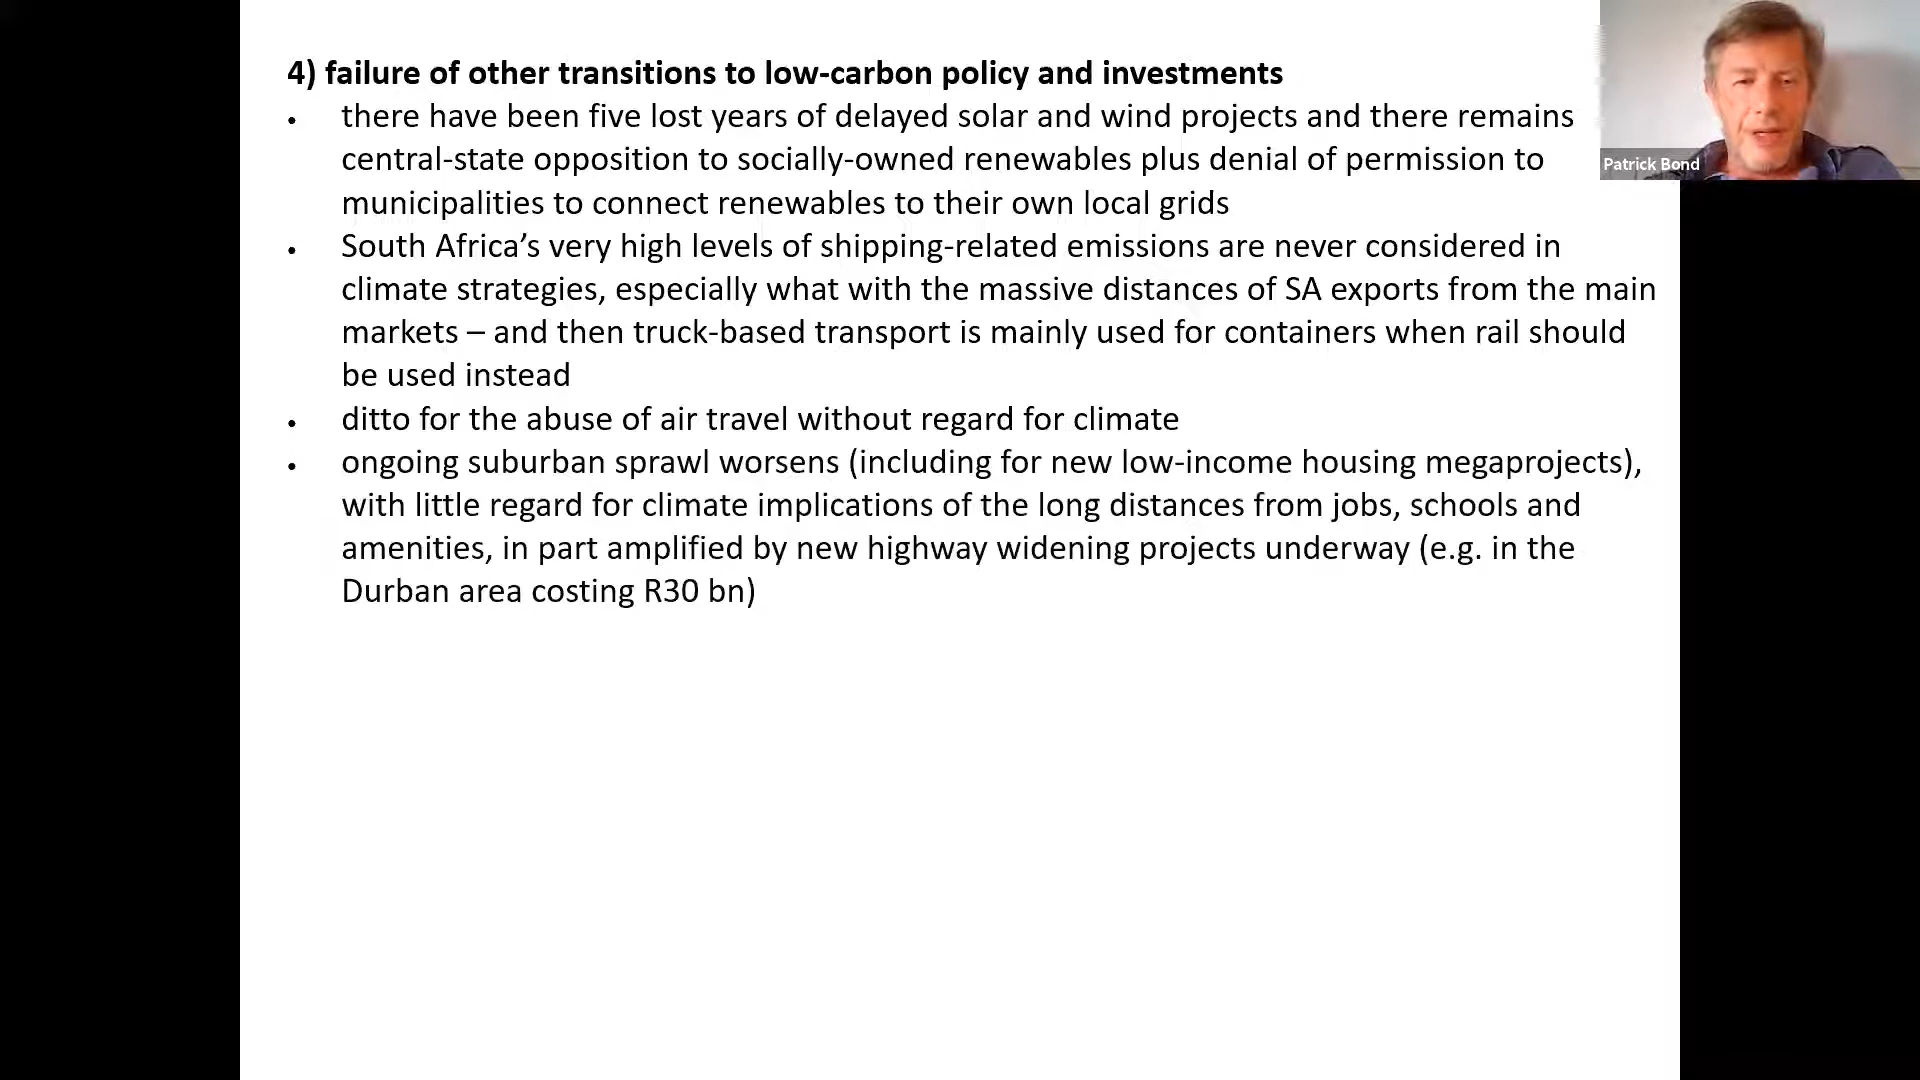 4) failure of other transitions to low-carbon policy and investments
• there have been five lost years of delayed solar and wind projects and there remains
central-state opposition to socially-owned renewables plus denial of permission to
municipalities to connect renewables to their own local grids
• South Africa’s very high levels of shipping-related emissions are never considered in
climate strategies, especially what with the massive distances of SA exports from the main
markets – and then truck-based transport is mainly used for containers when rail should
be used instead
• ditto for the abuse of air travel without regard for climate
• ongoing suburban sprawl worsens (including for new low-income housing megaprojects),
with little regard for climate implications of the long distances from jobs, schools and
amenities, in part amplified by new highway widening projects underway (e.g. in the
Durban area costing R30 bn)
Patrick Bond